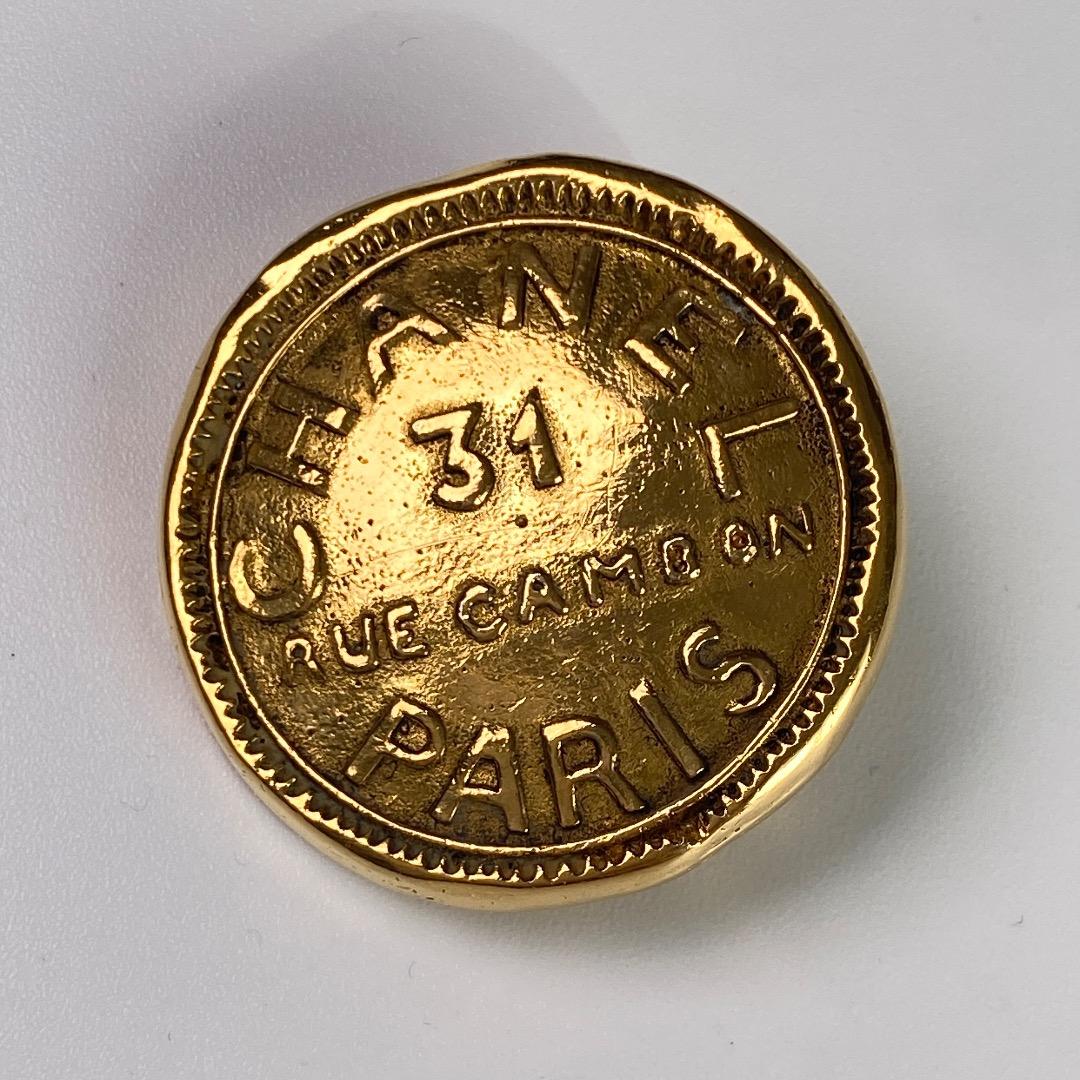 CHANEL
31
RUE CAMBON
PARIS